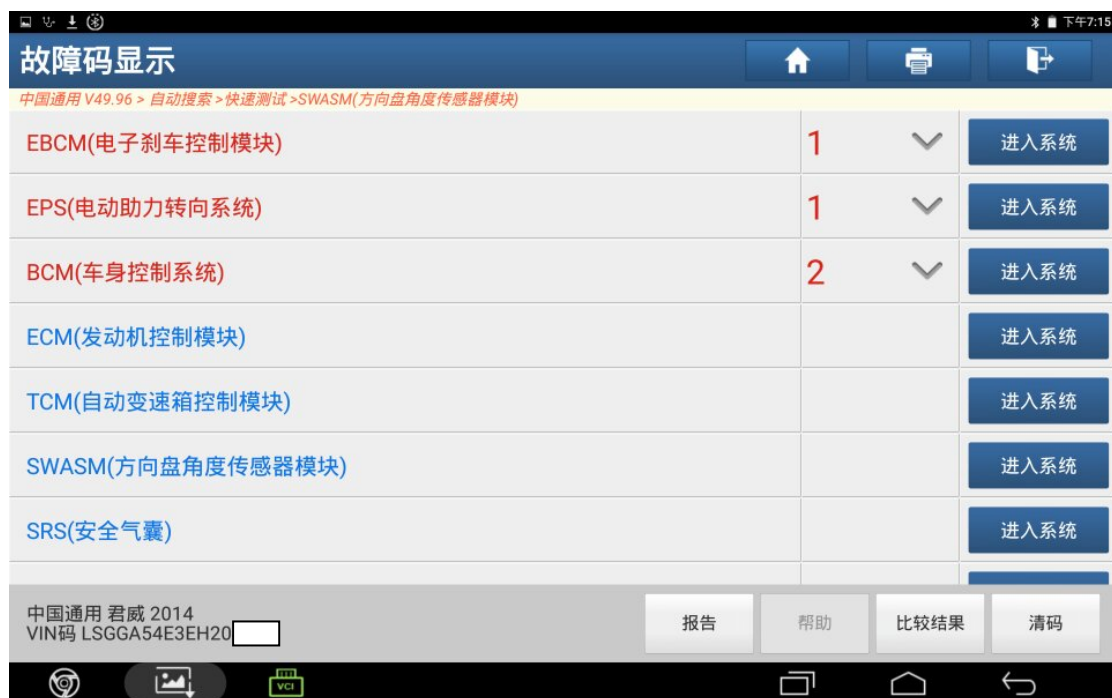 下午7:15
故障码显示
中国通用 V49.96 > 自动搜索 >快速测试 >SWASM(方向盘角度传感器模块)
EBCM(电子刹车控制模块) 1 进入系统
EPS(电动助力转向系统) 1 进入系统
BCM(车身控制系统) 2 进入系统
ECM(发动机控制模块) 进入系统
TCM(自动变速箱控制模块) 进入系统
SWASM(方向盘角度传感器模块) 进入系统
SRS(安全气囊) 进入系统
中国通用 君威 2014
VIN码 LSGGA54E3EH20
报告 帮助 比较结果 清码
VCI